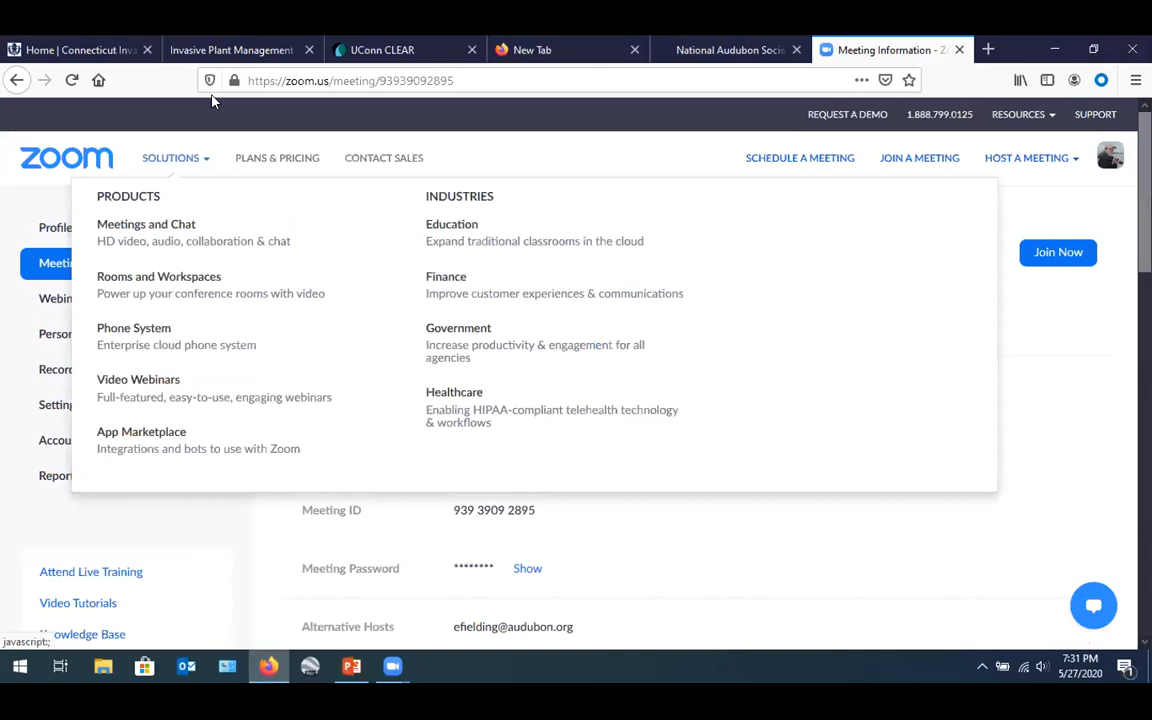 Home | Connecticut Inva
Invasive Plant Management
UConn CLEAR
New Tab
National Audubon Socie
Meeting Information - Z
https://zoom.us/meeting/93939092895
REQUEST A DEMO 1.888.799.0125 RESOURCES SUPPORT
zoom
SOLUTIONS PLANS & PRICING CONTACT SALES SCHEDULE A MEETING JOIN A MEETING HOST A MEETING
Profile
Meeti
Webin
Person
Record
Setting
Accou
Report
PRODUCTS
Meetings and Chat
HD video, audio, collaboration & chat
Rooms and Workspaces
Power up your conference rooms with video
Phone System
Enterprise cloud phone system
Video Webinars
Full-featured, easy-to-use, engaging webinars
App Marketplace
Integrations and bots to use with Zoom
INDUSTRIES
Education
Expand traditional classrooms in the cloud
Finance
Improve customer experiences & communications
Government
Increase productivity & engagement for all
agencies
Healthcare
Enabling HIPAA-compliant telehealth technology
& workflows
Join Now
Meeting ID 939 3909 2895
Meeting Password ******** Show
Alternative Hosts efielding@audubon.org
Attend Live Training
Video Tutorials
Knowledge Base
javascript:;
7:31 PM
5/27/2020
1